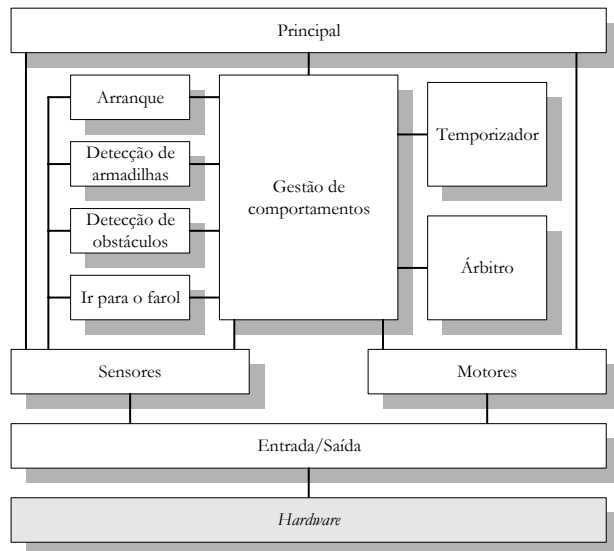 Principal
Arranque
Detecção de
armadilhas
Detecção de
obstáculos
Ir para o farol
Gestão de
comportamentos
Temporizador
Árbitro
Sensores
Motores
Entrada/Saída
Hardware